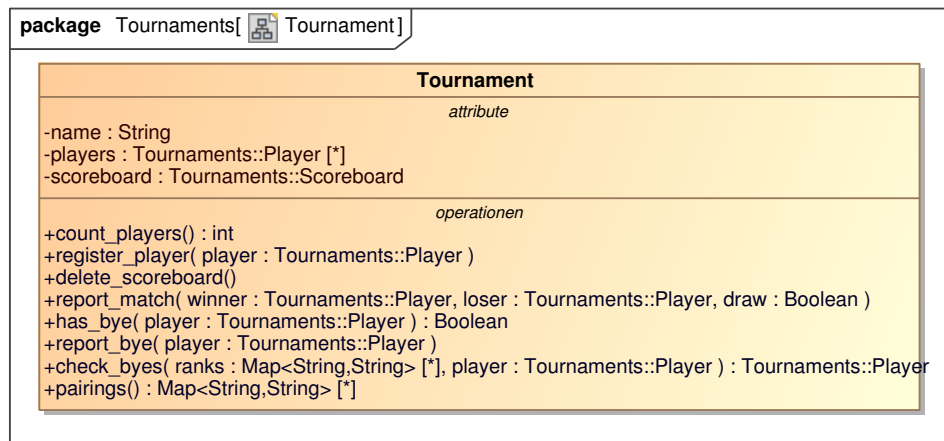 package Tournaments[ Tournament]
Tournament
attribute
-name : String
-players : Tournaments::Player [*]
-scoreboard : Tournaments::Scoreboard
operationen
+count_players() : int
+register_player( player : Tournaments::Player )
+delete_scoreboard()
+report_match( winner : Tournaments::Player, loser : Tournaments::Player, draw : Boolean )
+has_bye( player : Tournaments::Player ) : Boolean
+report_bye( player : Tournaments::Player )
+check_byes( ranks : Map<String,String> [*], player : Tournaments::Player ) : Tournaments::Player
+pairings() : Map<String,String> [*]